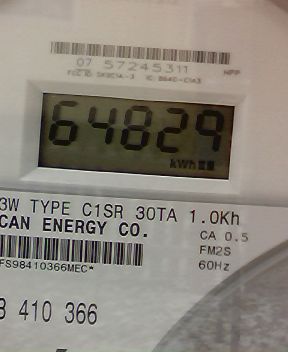 07 57245311
64829
kWh
3W TYPE C1SR 30TA 1.0Kh
CAN ENERGY CO.
CA 0.5
FM2S
FS98410366MEC*
60Hz
410 366